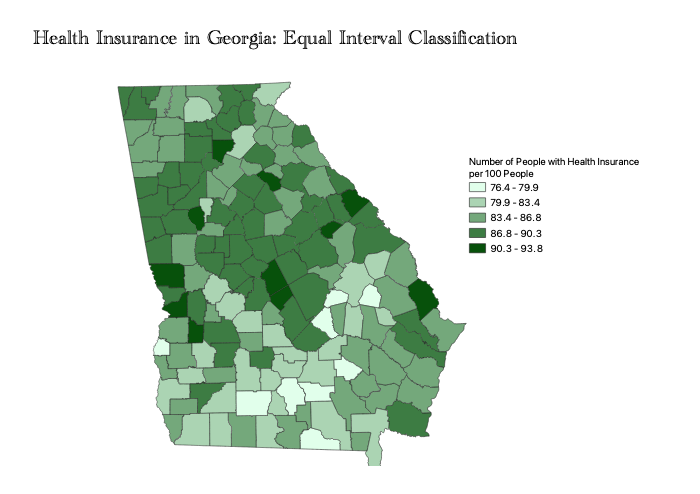 Health Insurance in Georgia: Equal Interval Classification
Number of People with Health Insurance
per 100 People
76.4 - 79.9
79.9 - 83.4
83.4 - 86.8
86.8 - 90.3
90.3 - 93.8